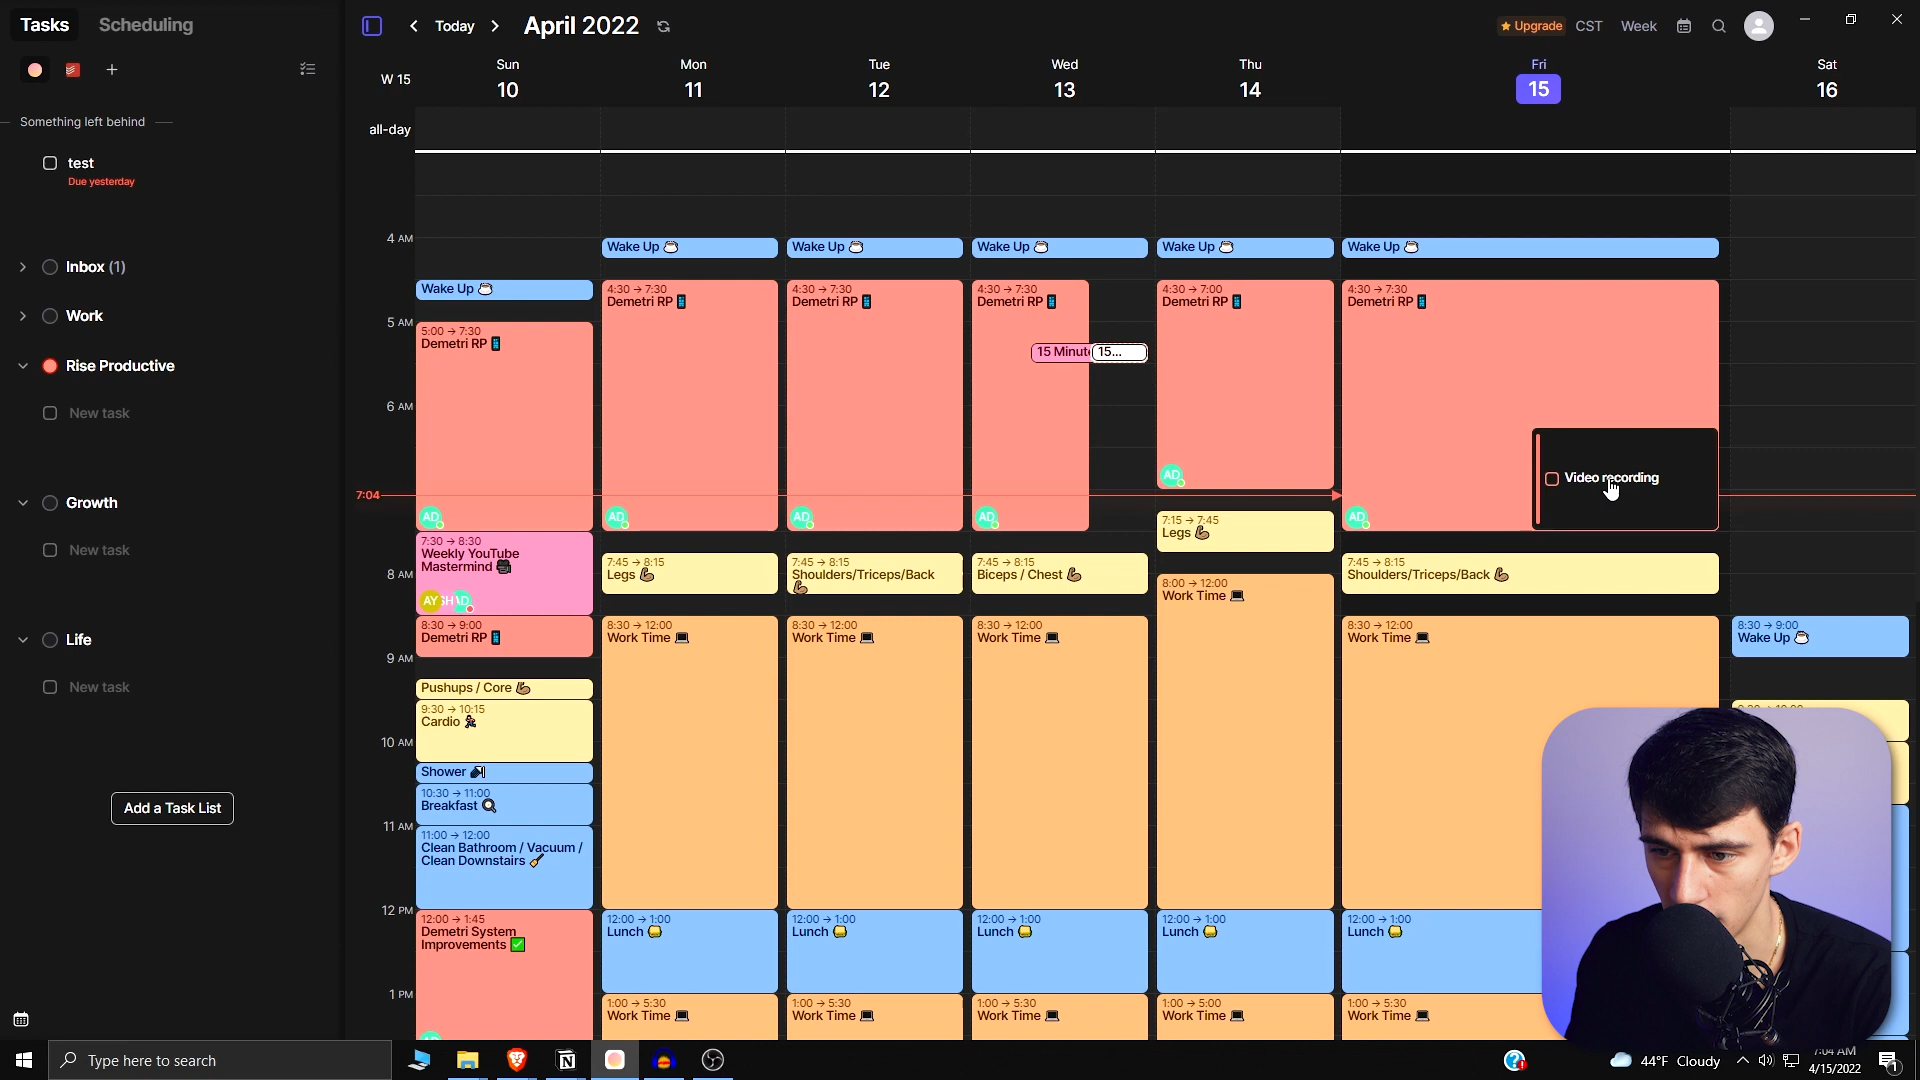 Tasks
Scheduling
Today
April 2022
Upgrade
CST
Week
Something left behind
test
Due yesterday
Inbox (1)
Work
Rise Productive
New task
Growth
New task
Life
New task
Add a Task List
W 15
Sun
10
Mon
11
Tue
12
Wed
13
Thu
14
Fri
15
Sat
16
all-day
4 AM
5 AM
6 AM
7:04
8 AM
9 AM
10 AM
11 AM
12 PM
1 PM
Wake Up
5:00 → 7:30
Demetri RP
AD
7:30 → 8:30
Weekly YouTube
Mastermind
AY
8:30 → 9:00
Demetri RP
Pushups / Core
9:30 → 10:15
Cardio
Shower
10:30 → 11:00
Breakfast
11:00 → 12:00
Clean Bathroom / Vacuum /
Clean Downstairs
12:00 → 1:45
Demetri System
Improvements
Wake Up
4:30 → 7:30
Demetri RP
AD
7:45 → 8:15
Legs
8:30 → 12:00
Work Time
12:00 → 1:00
Lunch
1:00 → 5:30
Work Time
Wake Up
4:30 → 7:30
Demetri RP
AD
7:45 → 8:15
Shoulders/Triceps/Back
8:30 → 12:00
Work Time
12:00 → 1:00
Lunch
1:00 → 5:30
Work Time
Wake Up
4:30 → 7:30
Demetri RP
15 Minut
15...
AD
7:45 → 8:15
Biceps / Chest
8:30 → 12:00
Work Time
12:00 → 1:00
Lunch
1:00 → 5:30
Work Time
Wake Up
4:30 → 7:00
Demetri RP
AD
7:15 → 7:45
Legs
8:00 → 12:00
Work Time
12:00 → 1:00
Lunch
1:00 → 5:00
Work Time
Wake Up
4:30 → 7:30
Demetri RP
Video recording
AD
7:45 → 8:15
Shoulders/Triceps/Back
8:30 → 12:00
Work Time
12:00 → 1:00
Lunch
1:00 → 5:30
Work Time
8:30 → 9:00
Wake Up
Type here to search
44°F Cloudy
7:04 AM
4/15/2022
1